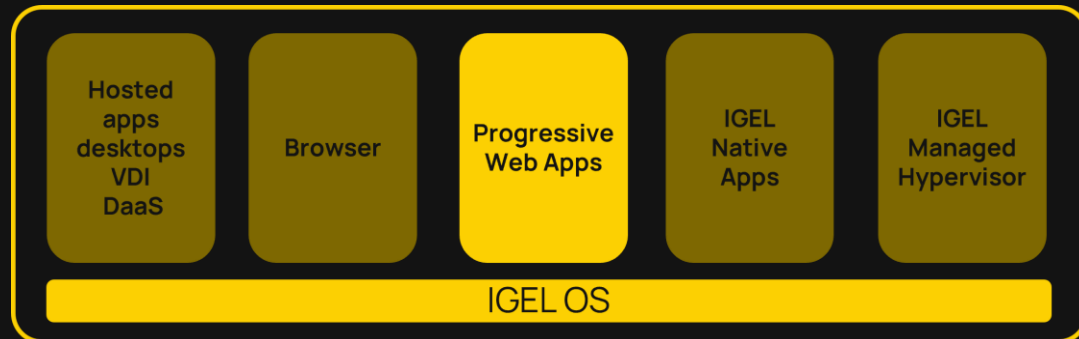 Hosted
apps
desktops
VDI
DaaS
Browser
Progressive
Web Apps
IGEL
Native
Apps
IGEL
Managed
Hypervisor
IGEL OS